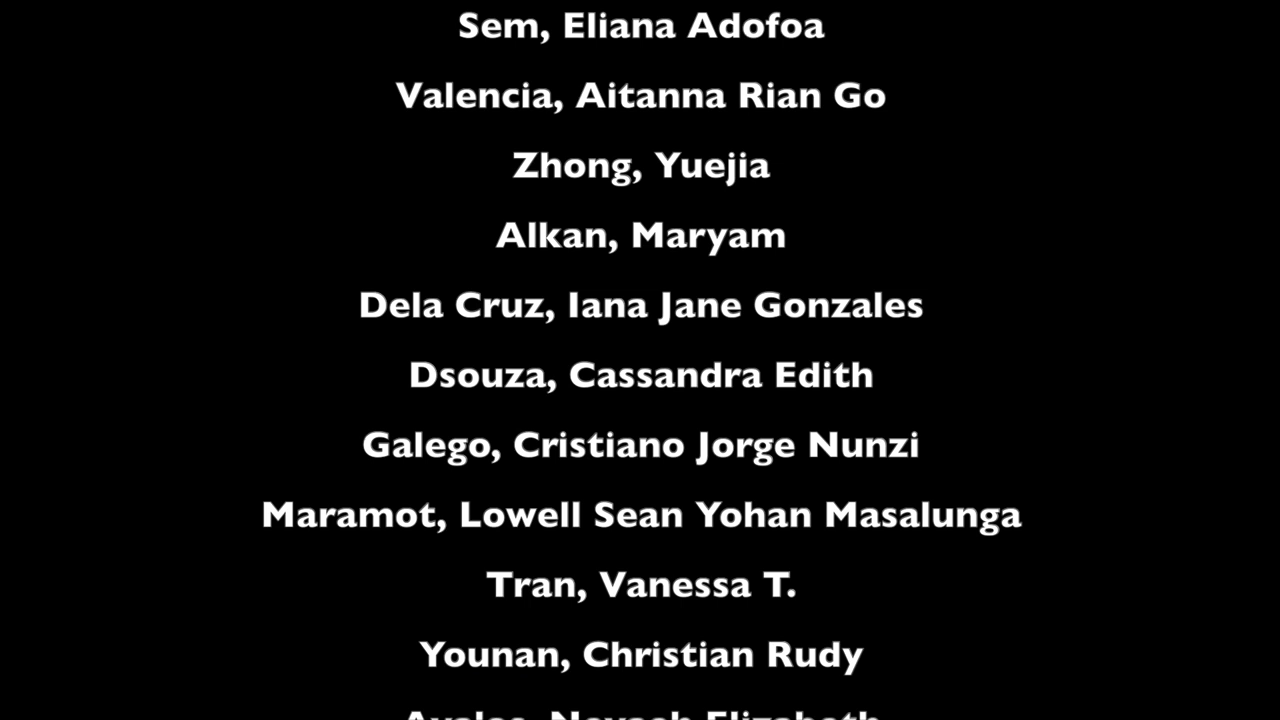 Sem, Eliana Adofoa
Valencia, Aitanna Rian Go
Zhong, Yuejia
Alkan, Maryam
Dela Cruz, Iana Jane Gonzales
Dsouza, Cassandra Edith
Galego, Cristiano Jorge Nunzi
Maramot, Lowell Sean Yohan Masalunga
Tran, Vanessa T.
Younan, Christian Rudy
Elizabeth